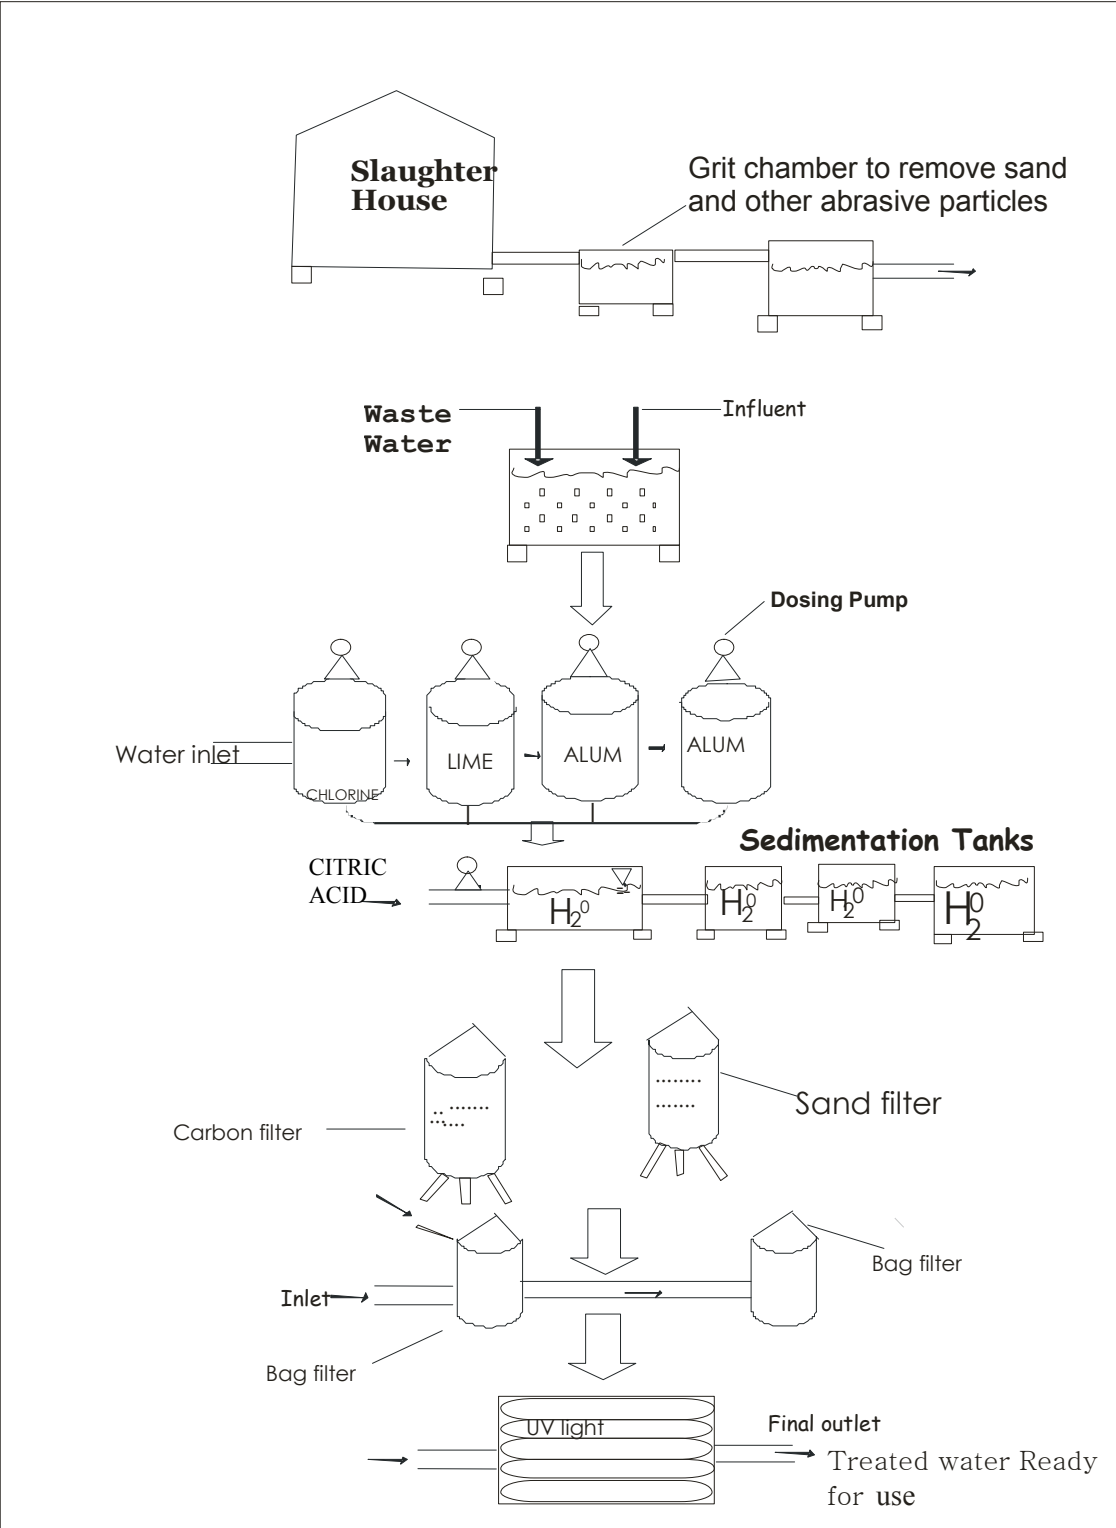 Slaughter
House
Grit chamber to remove sand
and other abrasive particles
Waste
Water
Influent
Dosing Pump
Water inlet
CHLORINE
LIME
ALUM
ALUM
Sedimentation Tanks
CITRIC
ACID
H₂⁰
H₂⁰
H₂⁰
H₂⁰
Sand filter
Carbon filter
Bag filter
Inlet
Bag filter
UV light
Final outlet
Treated water Ready
for use